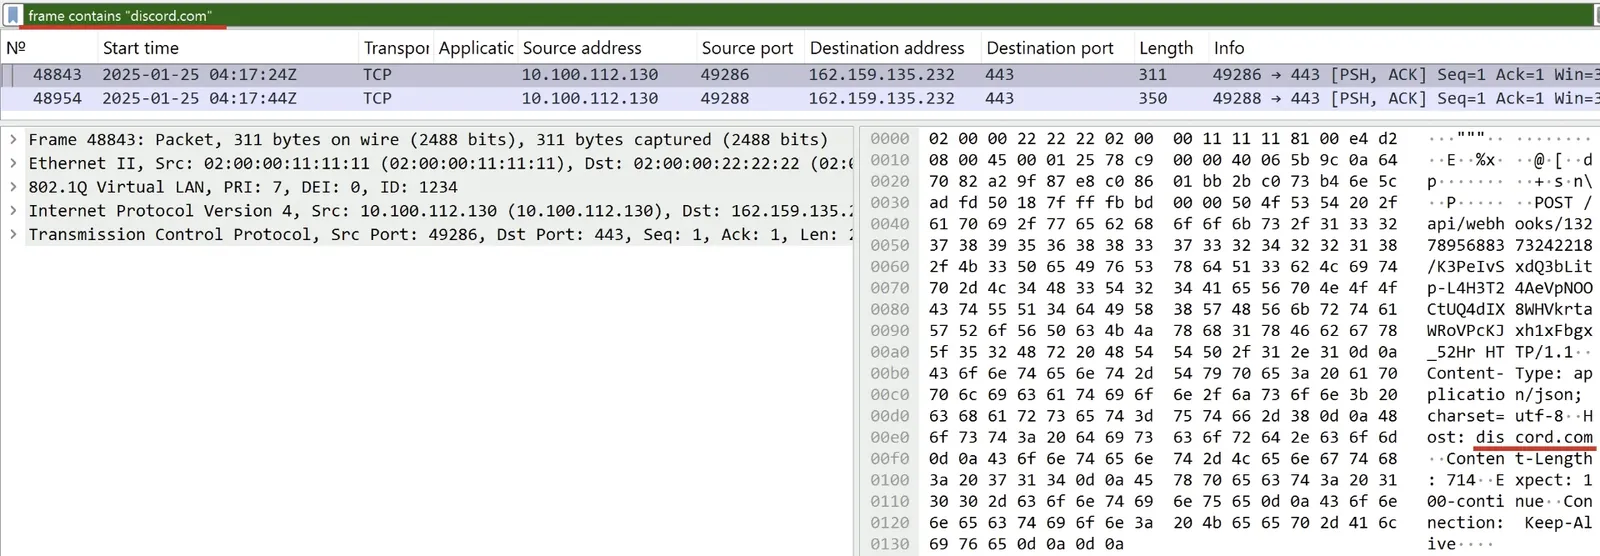 frame contains "discord.com"
Nº Start time Transpor Applicatic Source address Source port Destination address Destination port Length Info
48843 2025-01-25 04:17:24Z TCP 10.100.112.130 49286 162.159.135.232 443 311 49286 → 443 [PSH, ACK] Seq=1 Ack=1 Win=3
48954 2025-01-25 04:17:44Z TCP 10.100.112.130 49288 162.159.135.232 443 350 49288 → 443 [PSH, ACK] Seq=1 Ack=1 Win=3
Frame 48843: Packet, 311 bytes on wire (2488 bits), 311 bytes captured (2488 bits)
Ethernet II, Src: 02:00:00:11:11:11 (02:00:00:11:11:11), Dst: 02:00:00:22:22:22 (02:0
802.1Q Virtual LAN, PRI: 7, DEI: 0, ID: 1234
Internet Protocol Version 4, Src: 10.100.112.130 (10.100.112.130), Dst: 162.159.135.2
Transmission Control Protocol, Src Port: 49286, Dst Port: 443, Seq: 1, Ack: 1, Len: 2
0000 02 00 00 22 22 22 02 00 00 11 11 11 81 00 e4 d2 ···"""·· ········
0010 08 00 45 00 01 25 78 c9 00 00 40 06 5b 9c 0a 64 ··E··%x· ··@·[··d
0020 70 82 a2 9f 87 e8 c0 86 01 bb 2b c0 73 b4 6e 5c p······· ··+·s·n\
0030 ad fd 50 18 7f ff fb bd 00 00 50 4f 53 54 20 2f ··P····· ··POST /
0040 61 70 69 2f 77 65 62 68 6f 6f 6b 73 2f 31 33 32 api/webh ooks/132
0050 37 38 39 35 36 38 38 33 37 33 32 34 32 32 31 38 78956883 73242218
0060 2f 4b 33 50 65 49 76 53 78 64 51 33 62 4c 69 74 /K3PeIvS xdQ3bLit
0070 70 2d 4c 34 48 33 54 32 34 41 65 56 70 4e 4f 4f p-L4H3T2 4AeVpNOO
0080 43 74 55 51 34 64 49 58 38 57 48 56 6b 72 74 61 CtUQ4dIX 8WHVkrta
0090 57 52 6f 56 50 63 4b 4a 78 68 31 78 46 62 67 78 WRoVPcKJ xh1xFbgx
00a0 5f 35 32 48 72 20 48 54 54 50 2f 31 2e 31 0d 0a _52Hr HT TP/1.1··
00b0 43 6f 6e 74 65 6e 74 2d 54 79 70 65 3a 20 61 70 Content- Type: ap
00c0 70 6c 69 63 61 74 69 6f 6e 2f 6a 73 6f 6e 3b 20 plicatio n/json;
00d0 63 68 61 72 73 65 74 3d 75 74 66 2d 38 0d 0a 48 charset= utf-8··H
00e0 6f 73 74 3a 20 64 69 73 63 6f 72 64 2e 63 6f 6d ost: dis cord.com
00f0 0d 0a 43 6f 6e 74 65 6e 74 2d 4c 65 6e 67 74 68 ··Conten t-Length
0100 3a 20 37 31 34 0d 0a 45 78 70 65 63 74 3a 20 31 : 714··E xpect: 1
0110 30 30 2d 63 6f 6e 74 69 6e 75 65 0d 0a 43 6f 6e 00-conti nue··Con
0120 6e 65 63 74 69 6f 6e 3a 20 4b 65 65 70 2d 41 6c nection: Keep-Al
0130 69 76 65 0d 0a 0d 0a ive····